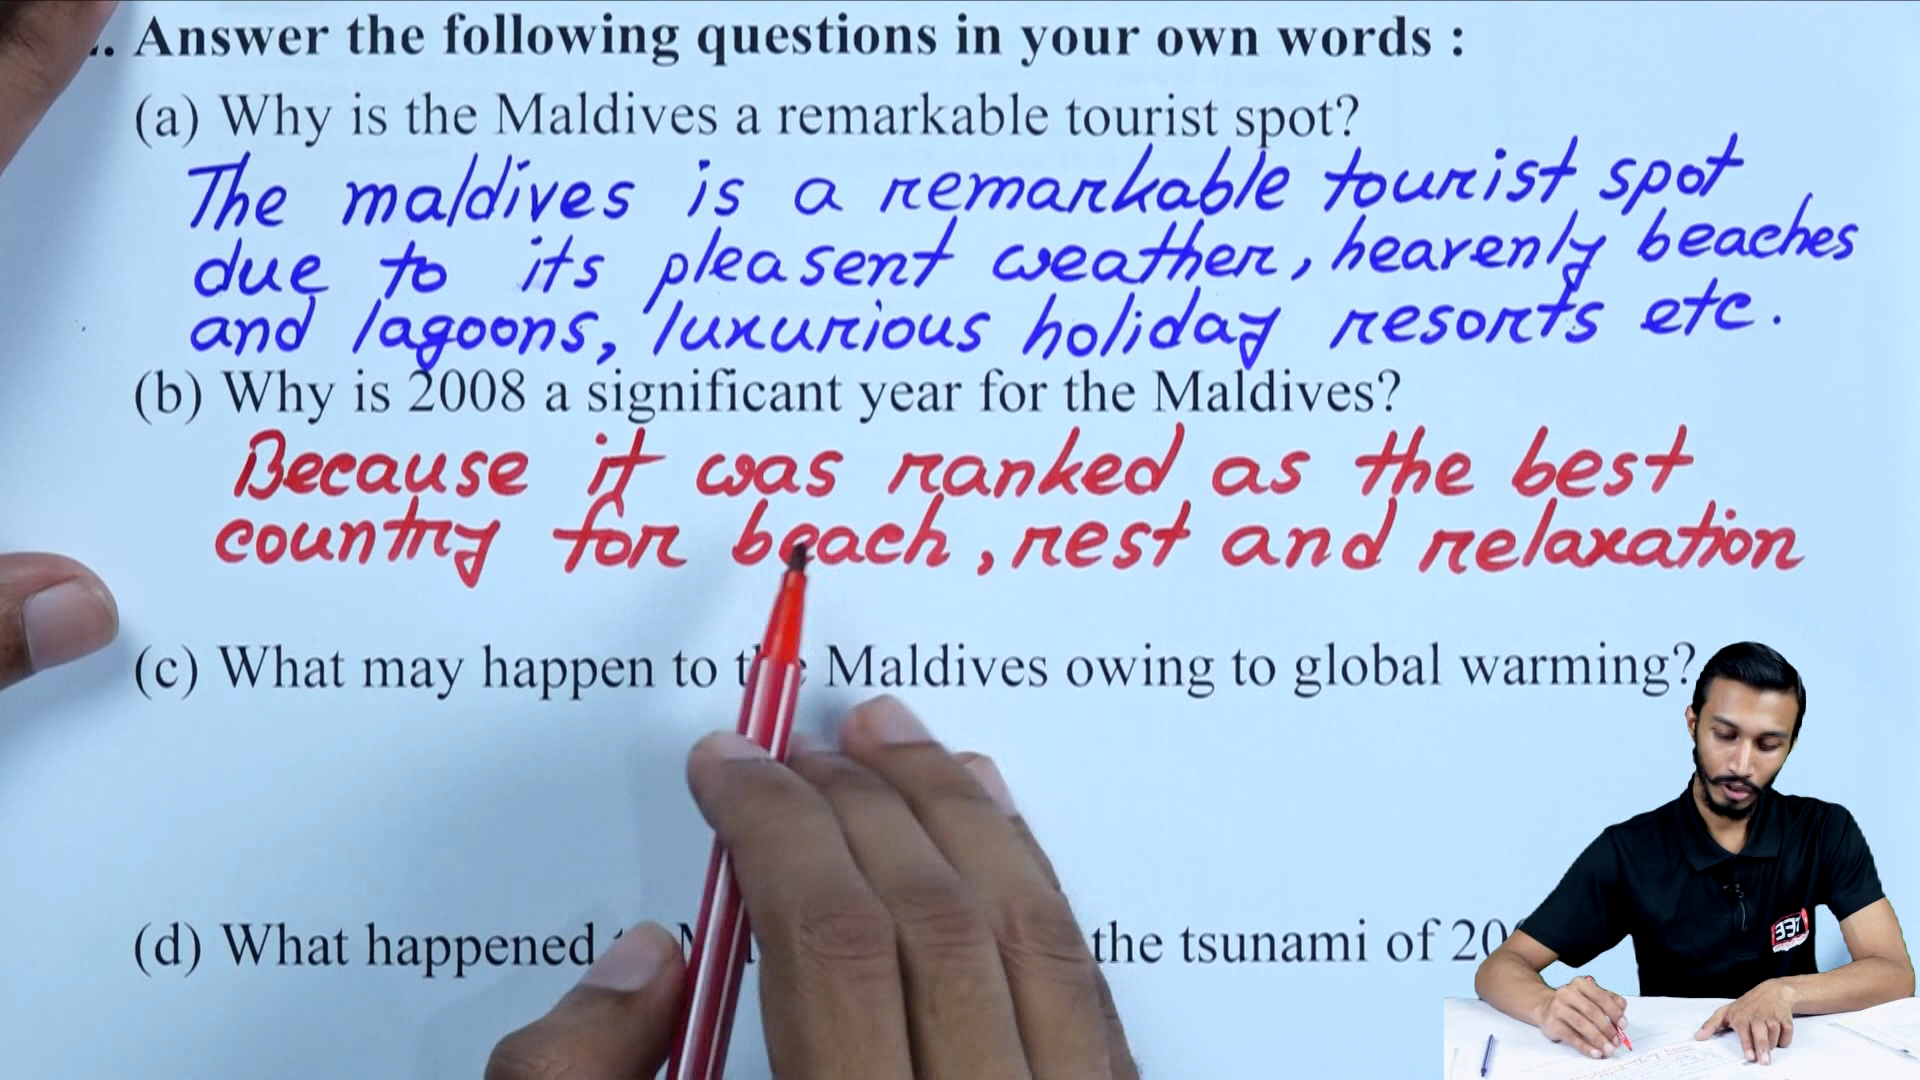 Answer the following questions in your own words :
(a) Why is the Maldives a remarkable tourist spot?
The maldives is a remarkable tourist spot
due to its pleasent weather, heavenly beaches
and lagoons, luxurious holiday resorts etc.
(b) Why is 2008 a significant year for the Maldives?
Because it was ranked as the best
country for beach, rest and relaxation
(c) What may happen to the Maldives owing to global warming?
(d) What happened the tsunami of